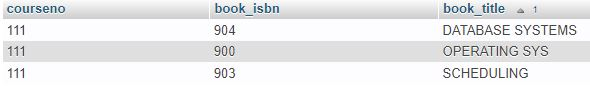 courseno book_isbn book_title 1
111 904 DATABASE SYSTEMS
111 900 OPERATING SYS
111 903 SCHEDULING